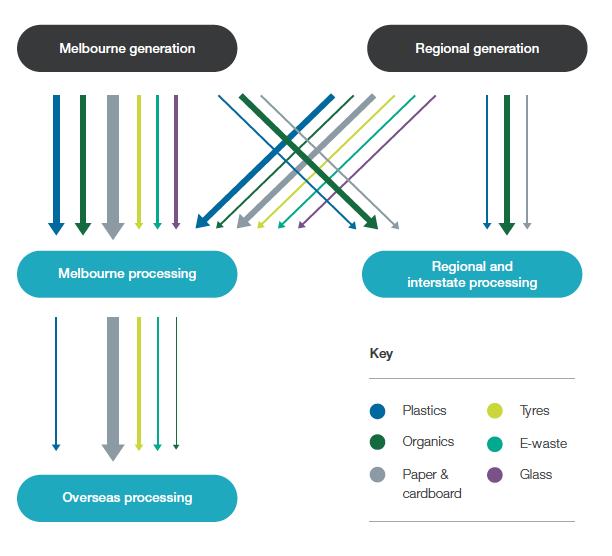 Melbourne generation
Regional generation
Melbourne processing
Regional and
interstate processing
Key
Plastics
Tyres
Organics
E-waste
Paper &
cardboard
Glass
Overseas processing